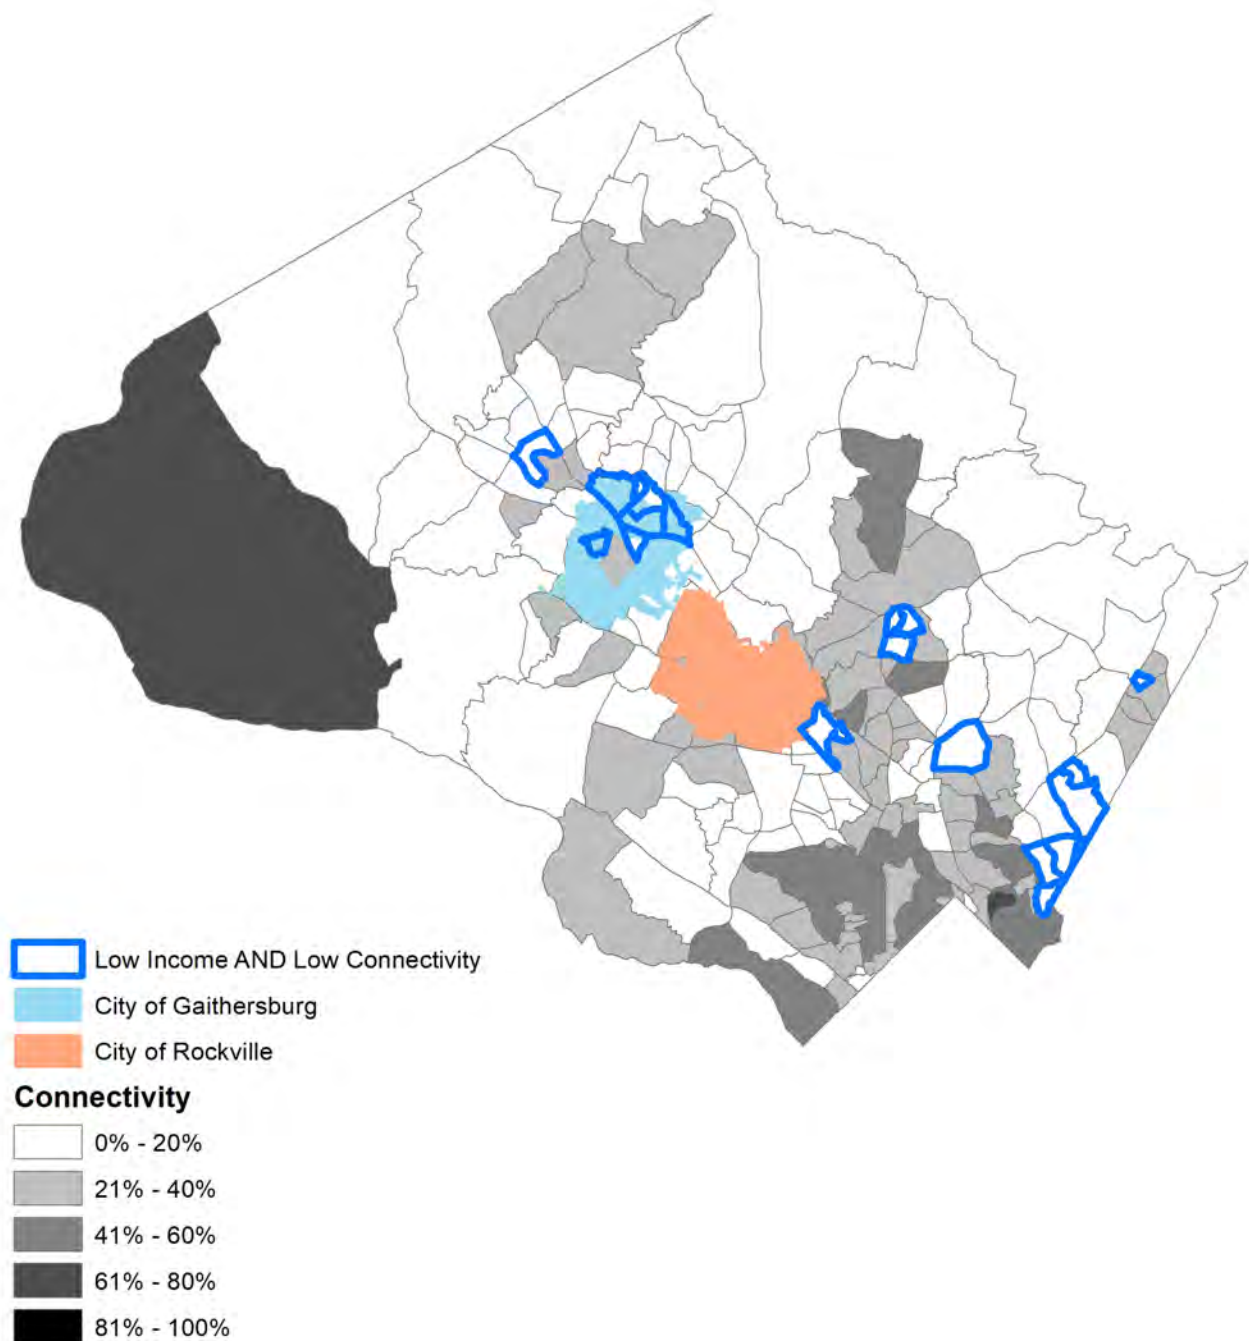 Low Income AND Low Connectivity
City of Gaithersburg
City of Rockville
Connectivity
0% - 20%
21% - 40%
41% - 60%
61% - 80%
81% - 100%